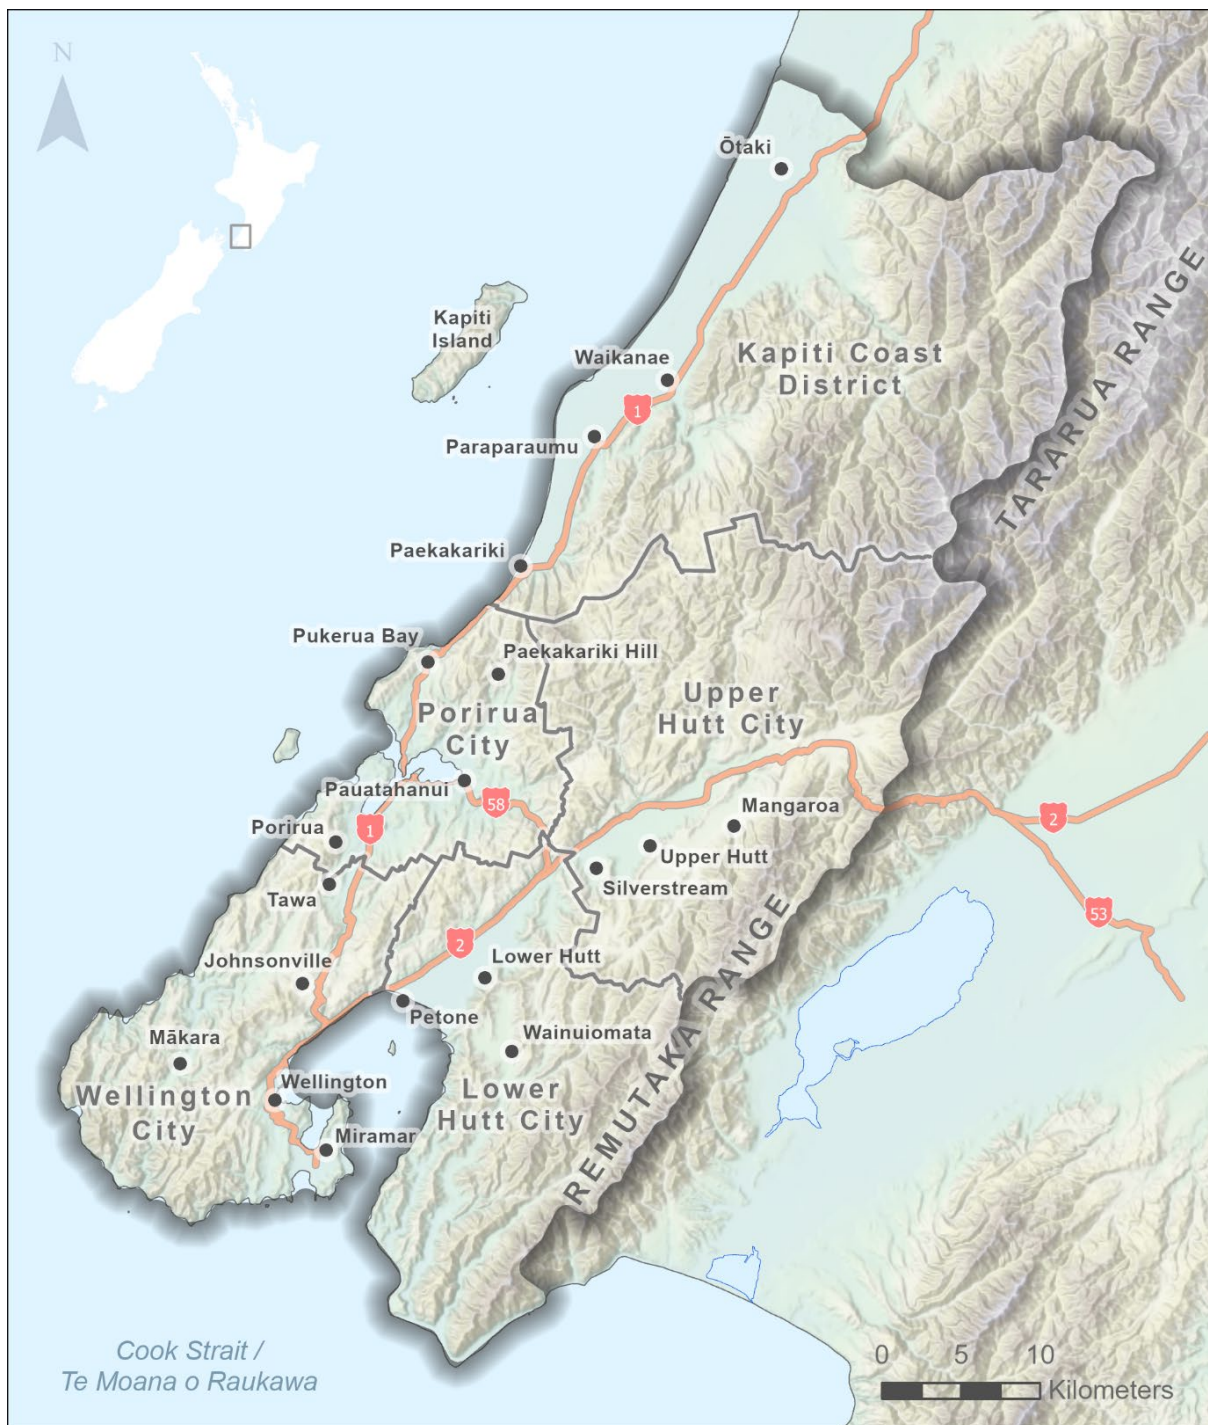 N
Ōtaki
Kapiti
Island
Waikanae
Kapiti Coast
District
TARARUA RANGE
1
Paraparaumu
Paekakariki
Pukerua Bay
Paekakariki Hill
Upper
Hutt City
Porirua
City
Pauatahanui
58
Mangaroa
2
Porirua
1
Upper Hutt
Silverstream
Tawa
53
2
Johnsonville
Lower Hutt
REMUTAKA RANGE
Petone
Mākara
Wainuiomata
Wellington
Wellington
City
Lower
Hutt City
Miramar
Cook Strait /
Te Moana o Raukawa
0 5 10
Kilometers